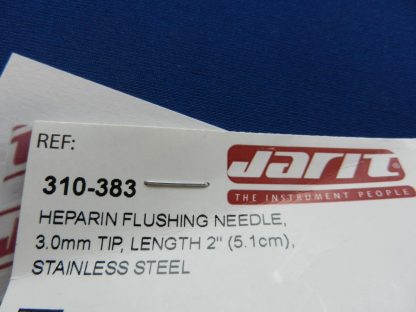 REF:
310-383
Jarit®
THE INSTRUMENT PEOPLE
HEPARIN FLUSHING NEEDLE,
3.0mm TIP, LENGTH 2" (5.1cm),
STAINLESS STEEL